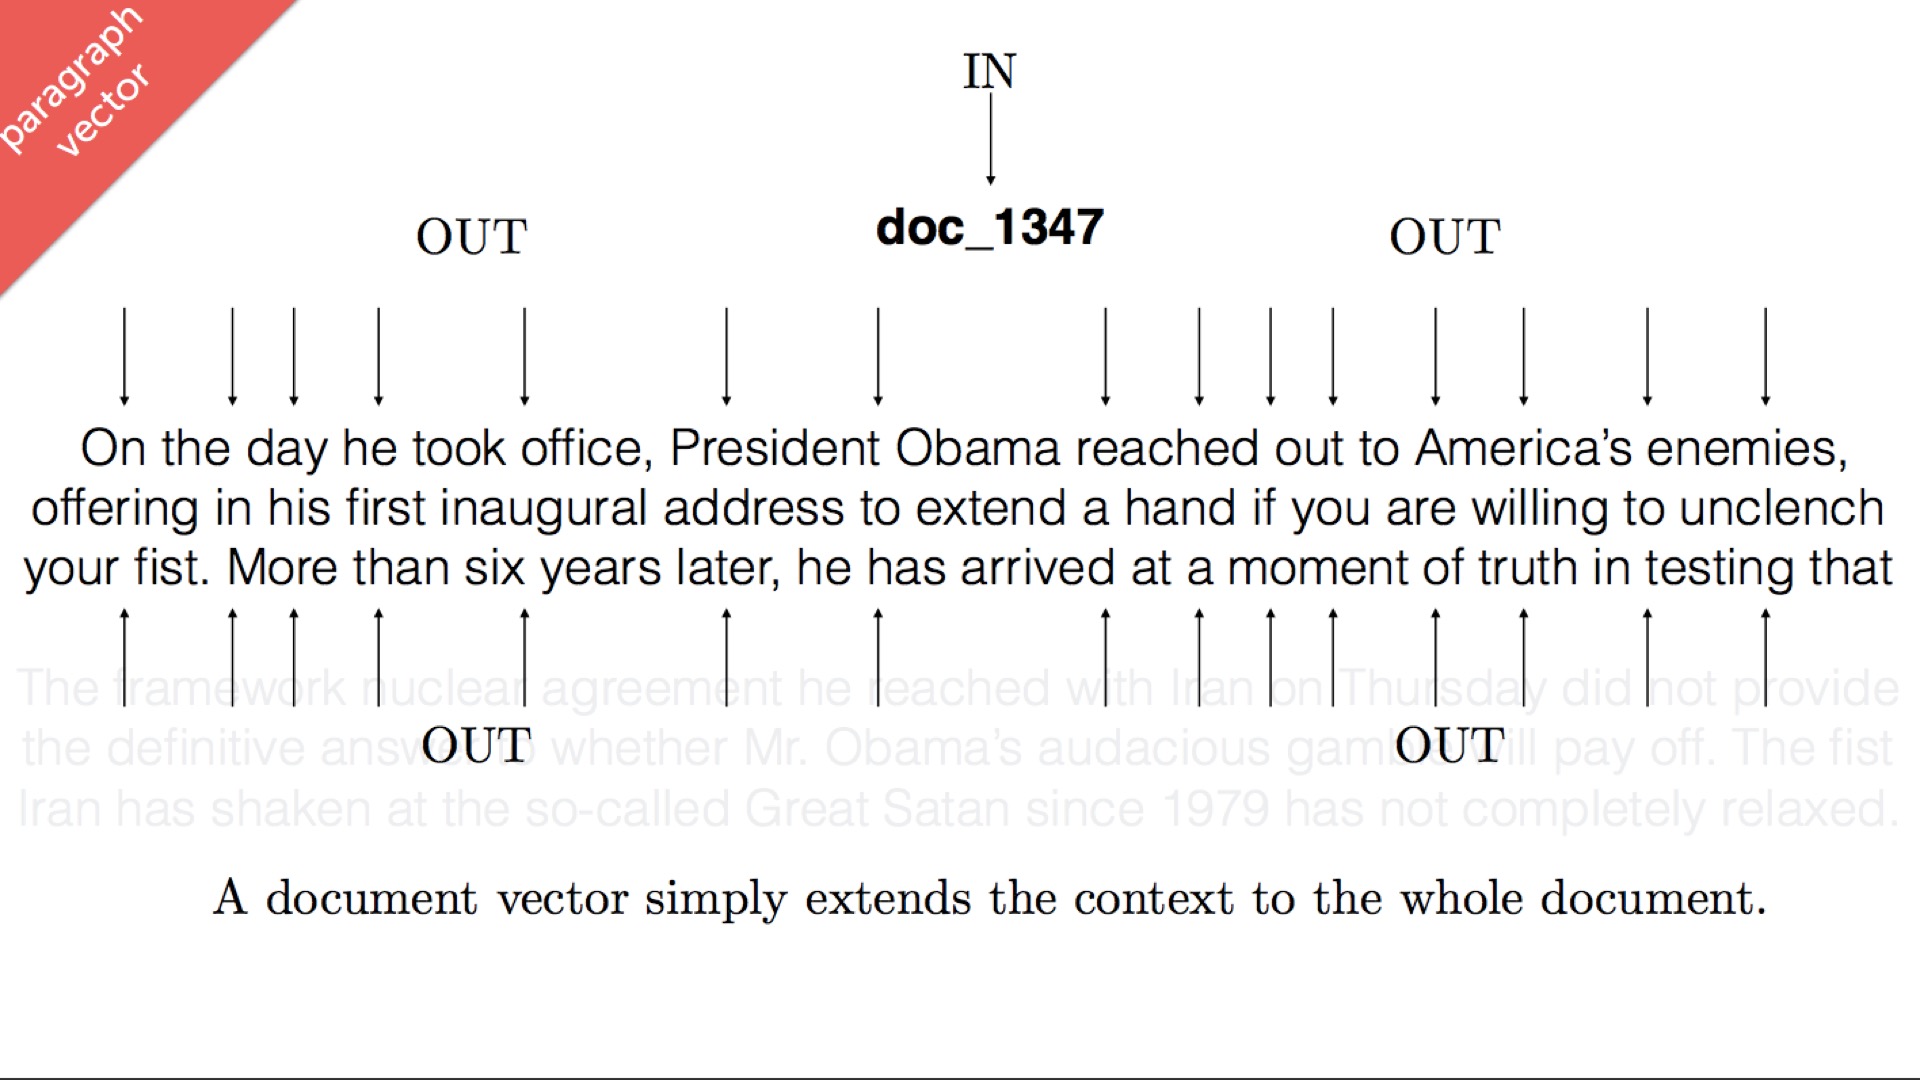 paragraph
vector
IN
OUT
doc_1347
OUT
On the day he took office, President Obama reached out to America's enemies,
offering in his first inaugural address to extend a hand if you are willing to unclench
your fist. More than six years later, he has arrived at a moment of truth in testing that
The framework nuclear agreement he reached with Iran on Thursday did not provide
the definitive answer to whether Mr. Obama's audacious gamble will pay off. The fist
Iran has shaken at the so-called Great Satan since 1979 has not completely relaxed.
OUT
OUT
A document vector simply extends the context to the whole document.